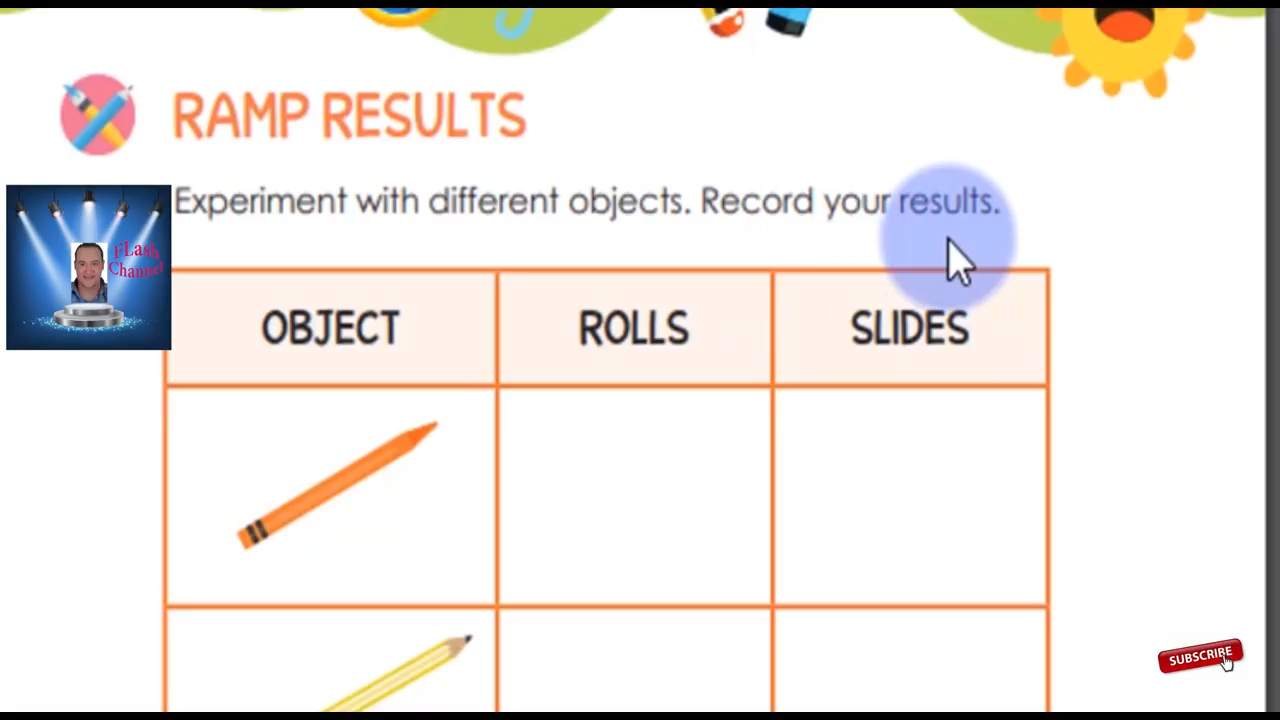 RAMP RESULTS
Experiment with different objects. Record your results.
FLash
Channel
OBJECT ROLLS SLIDES
SUBSCRIBE